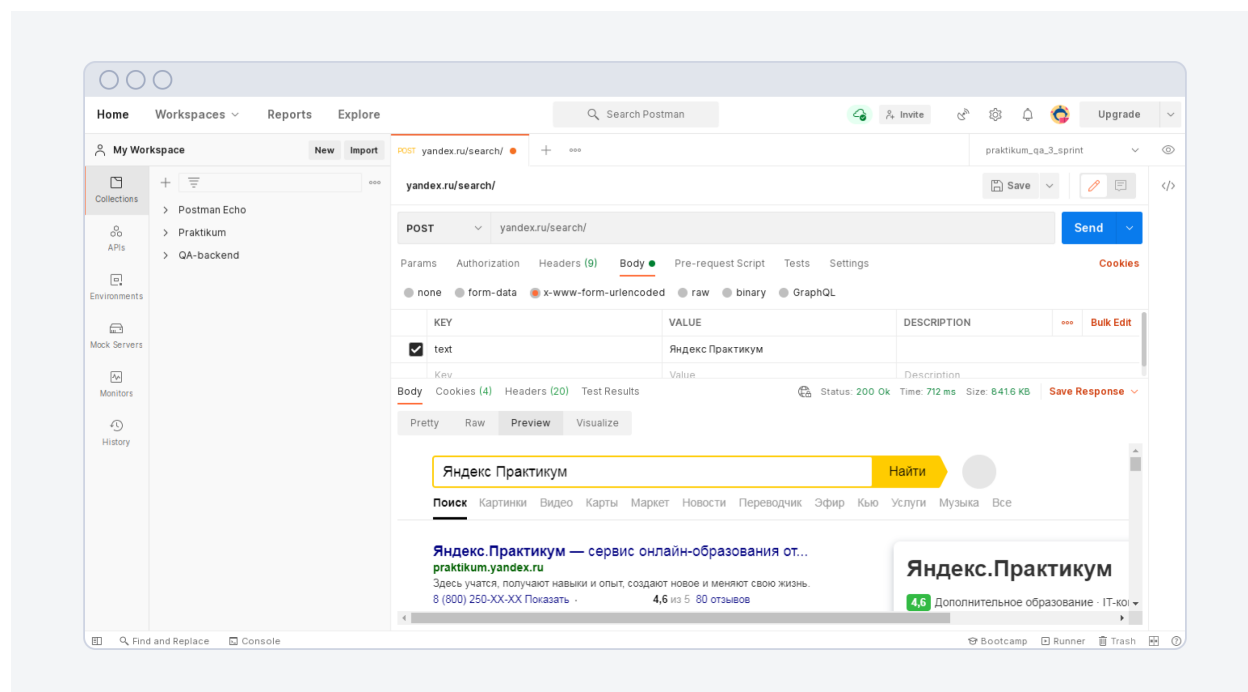 Home Workspaces Reports Explore Search Postman Invite Upgrade
My Workspace New Import POST yandex.ru/search/ praktikum_qa_3_sprint
Collections
APIs
Environments
Mock Servers
Monitors
History
Postman Echo
Praktikum
QA-backend
yandex.ru/search/ Save
POST yandex.ru/search/ Send
Params Authorization Headers (9) Body Pre-request Script Tests Settings Cookies
none form-data x-www-form-urlencoded raw binary GraphQL
KEY VALUE DESCRIPTION Bulk Edit
text Яндекс Практикум
Key Value Description
Body Cookies (4) Headers (20) Test Results Status: 200 Ok Time: 712 ms Size: 841.6 KB Save Response
Pretty Raw Preview Visualize
Яндекс Практикум Найти
Поиск Картинки Видео Карты Маркет Новости Переводчик Эфир Кью Услуги Музыка Все
Яндекс.Практикум — сервис онлайн-образования от...
praktikum.yandex.ru
Здесь учатся, получают навыки и опыт, создают новое и меняют свою жизнь.
8 (800) 250-XX-XX Показать · 4,6 из 5 80 отзывов
Яндекс.Практикум
4,6 Дополнительное образование · IT-ко
Find and Replace Console Bootcamp Runner Trash